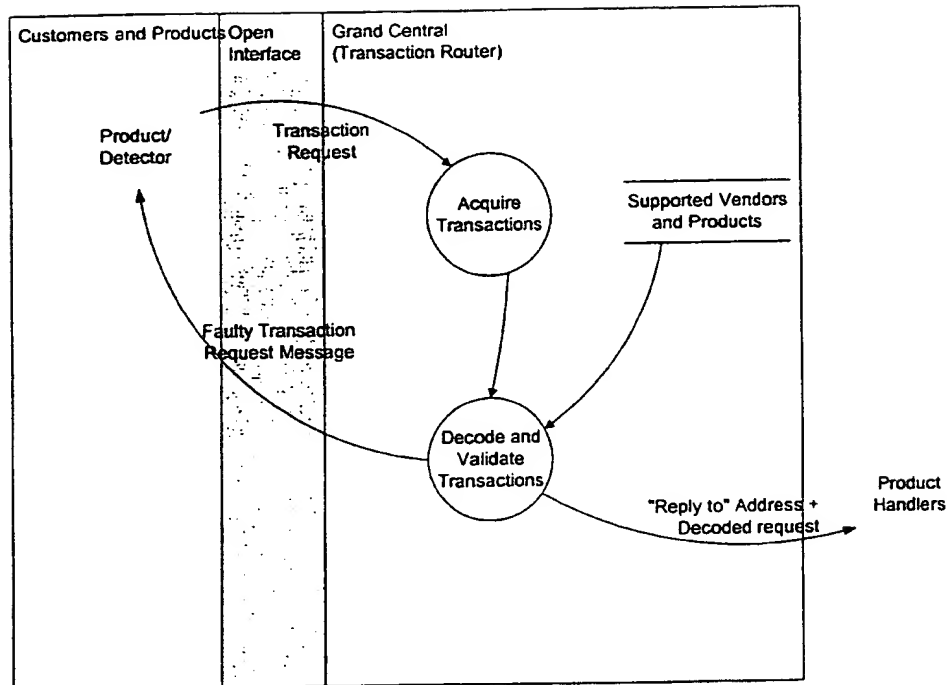 Customers and Products
Open
Interface
Grand Central
(Transaction Router)
Product/
Detector
Transaction
Request
Acquire
Transactions
Supported Vendors
and Products
Faulty Transaction
Request Message
Decode and
Validate
Transactions
"Reply to" Address +
Decoded request
Product
Handlers